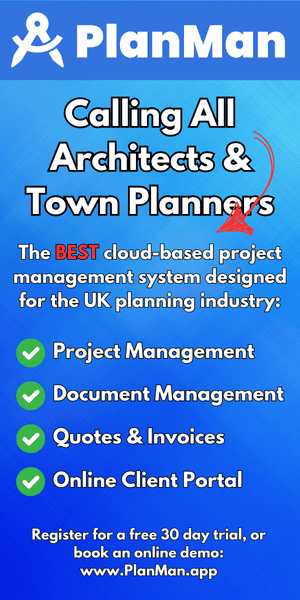 PlanMan
Calling All
Architects &
Town Planners
The BEST cloud-based project
management system designed
for the UK planning industry:
Project Management
Document Management
Quotes & Invoices
Online Client Portal
Register for a free 30 day trial, or
book an online demo:
www.PlanMan.app